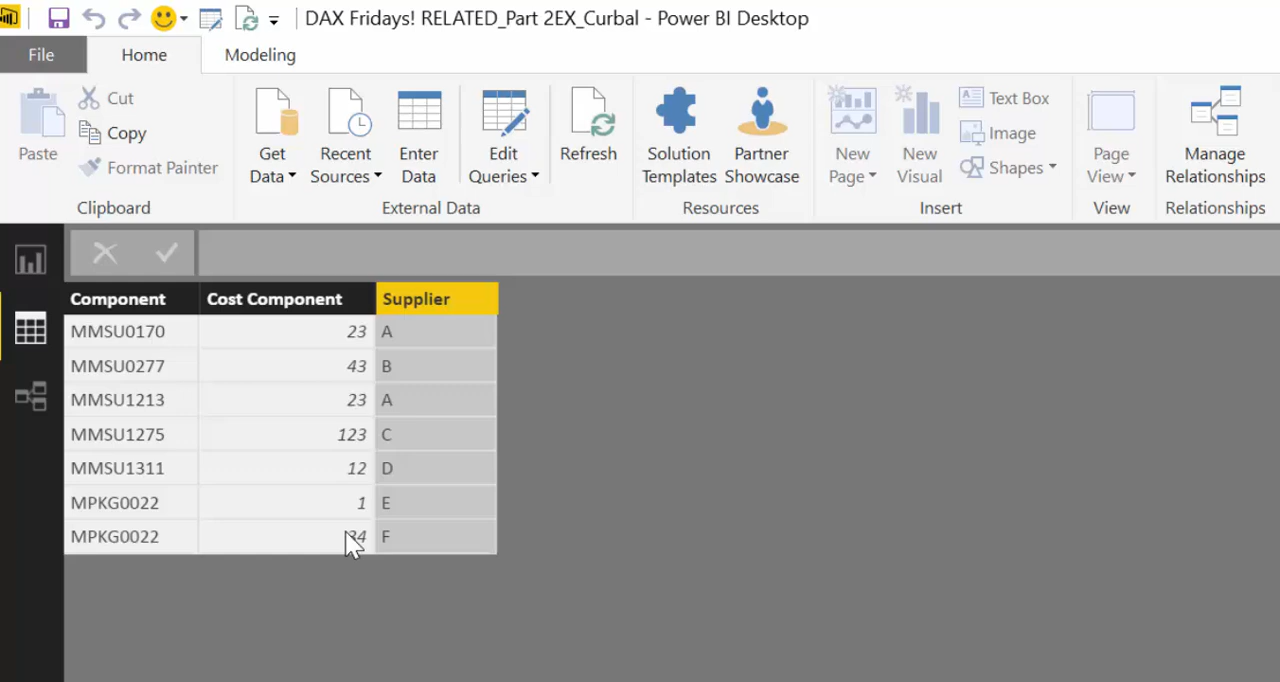 DAX Fridays! RELATED_Part 2EX_Curbal - Power BI Desktop
File Home Modeling
Paste
Cut
Copy
Format Painter
Clipboard
Get Data
Recent Sources
Enter Data
Edit Queries
Refresh
External Data
Solution Templates
Partner Showcase
Resources
New Page
New Visual
Text Box
Image
Shapes
Insert
Page View
View
Manage Relationships
Relationships
Component Cost Component Supplier
MMSU0170 23 A
MMSU0277 43 B
MMSU1213 23 A
MMSU1275 123 C
MMSU1311 12 D
MPKG0022 1 E
MPKG0022 F